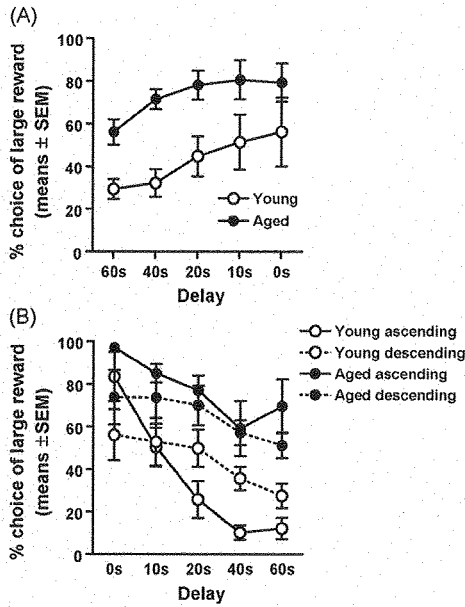 (A)
% choice of large reward
(means ± SEM)
100
80
60
40
20
0
Young
Aged
60s 40s 20s 10s 0s
Delay
(B)
Young ascending
Young descending
Aged ascending
Aged descending
% choice of large reward
(means ±SEM)
100
80
60
40
20
0
0s 10s 20s 40s 60s
Delay